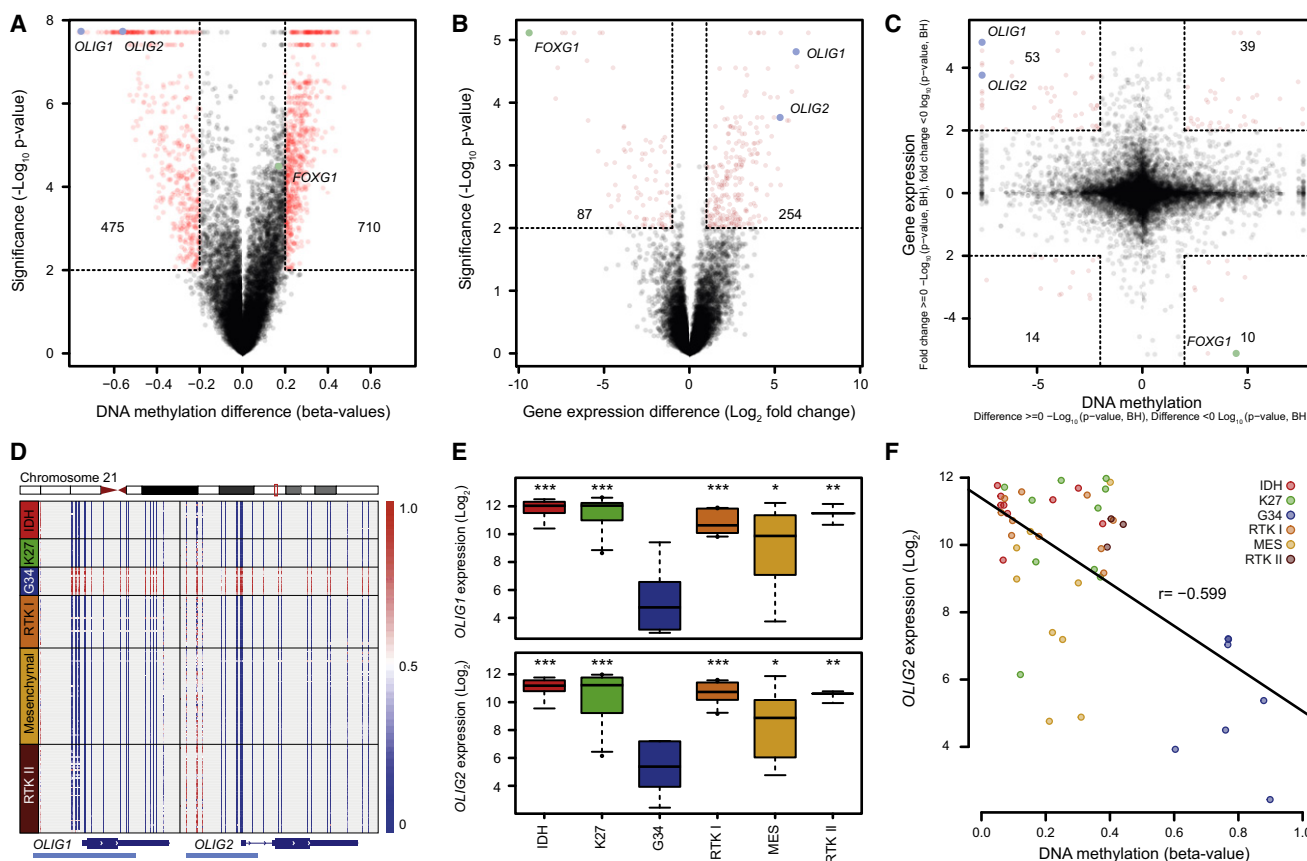 A
8
6
4
2
0
Significance (-Log10 p-value)
OLIG1
OLIG2
FOXG1
475
710
−0.6
−0.4
−0.2
0.0
0.2
0.4
0.6
DNA methylation difference (beta-values)
B
5
4
3
2
1
0
Significance (-Log10 p-value)
FOXG1
OLIG1
OLIG2
87
254
-10
-5
0
5
10
Gene expression difference (Log2 fold change)
C
4
2
0
2
-4
Gene expression
Fold change >=0 −Log10 (p−value, BH), fold change <0 log10 (p−value, BH)
OLIG1
53
OLIG2
39
14
10
FOXG1
-5
0
5
DNA methylation
Difference >=0 −Log10 (p−value, BH), Difference <0 Log10 (p−value, BH
D
Chromosome 21
IDH
K27
G34
RTK I
Mesenchymal
RTK II
1.0
0.5
0
OLIG1
OLIG2
E
OLIG1 expression (Log2)
12
10
8
6
4
*** *** *** * **
OLIG2 expression (Log2)
12
10
8
6
4
*** *** *** * **
IDH
K27
G34
RTK I
MES
RTK II
F
12
10
8
6
4
OLIG2 expression (Log2)
IDH
K27
G34
RTK I
MES
RTK II
r= −0.599
0.0
0.2
0.4
0.6
0.8
1.0
DNA methylation (beta-value)